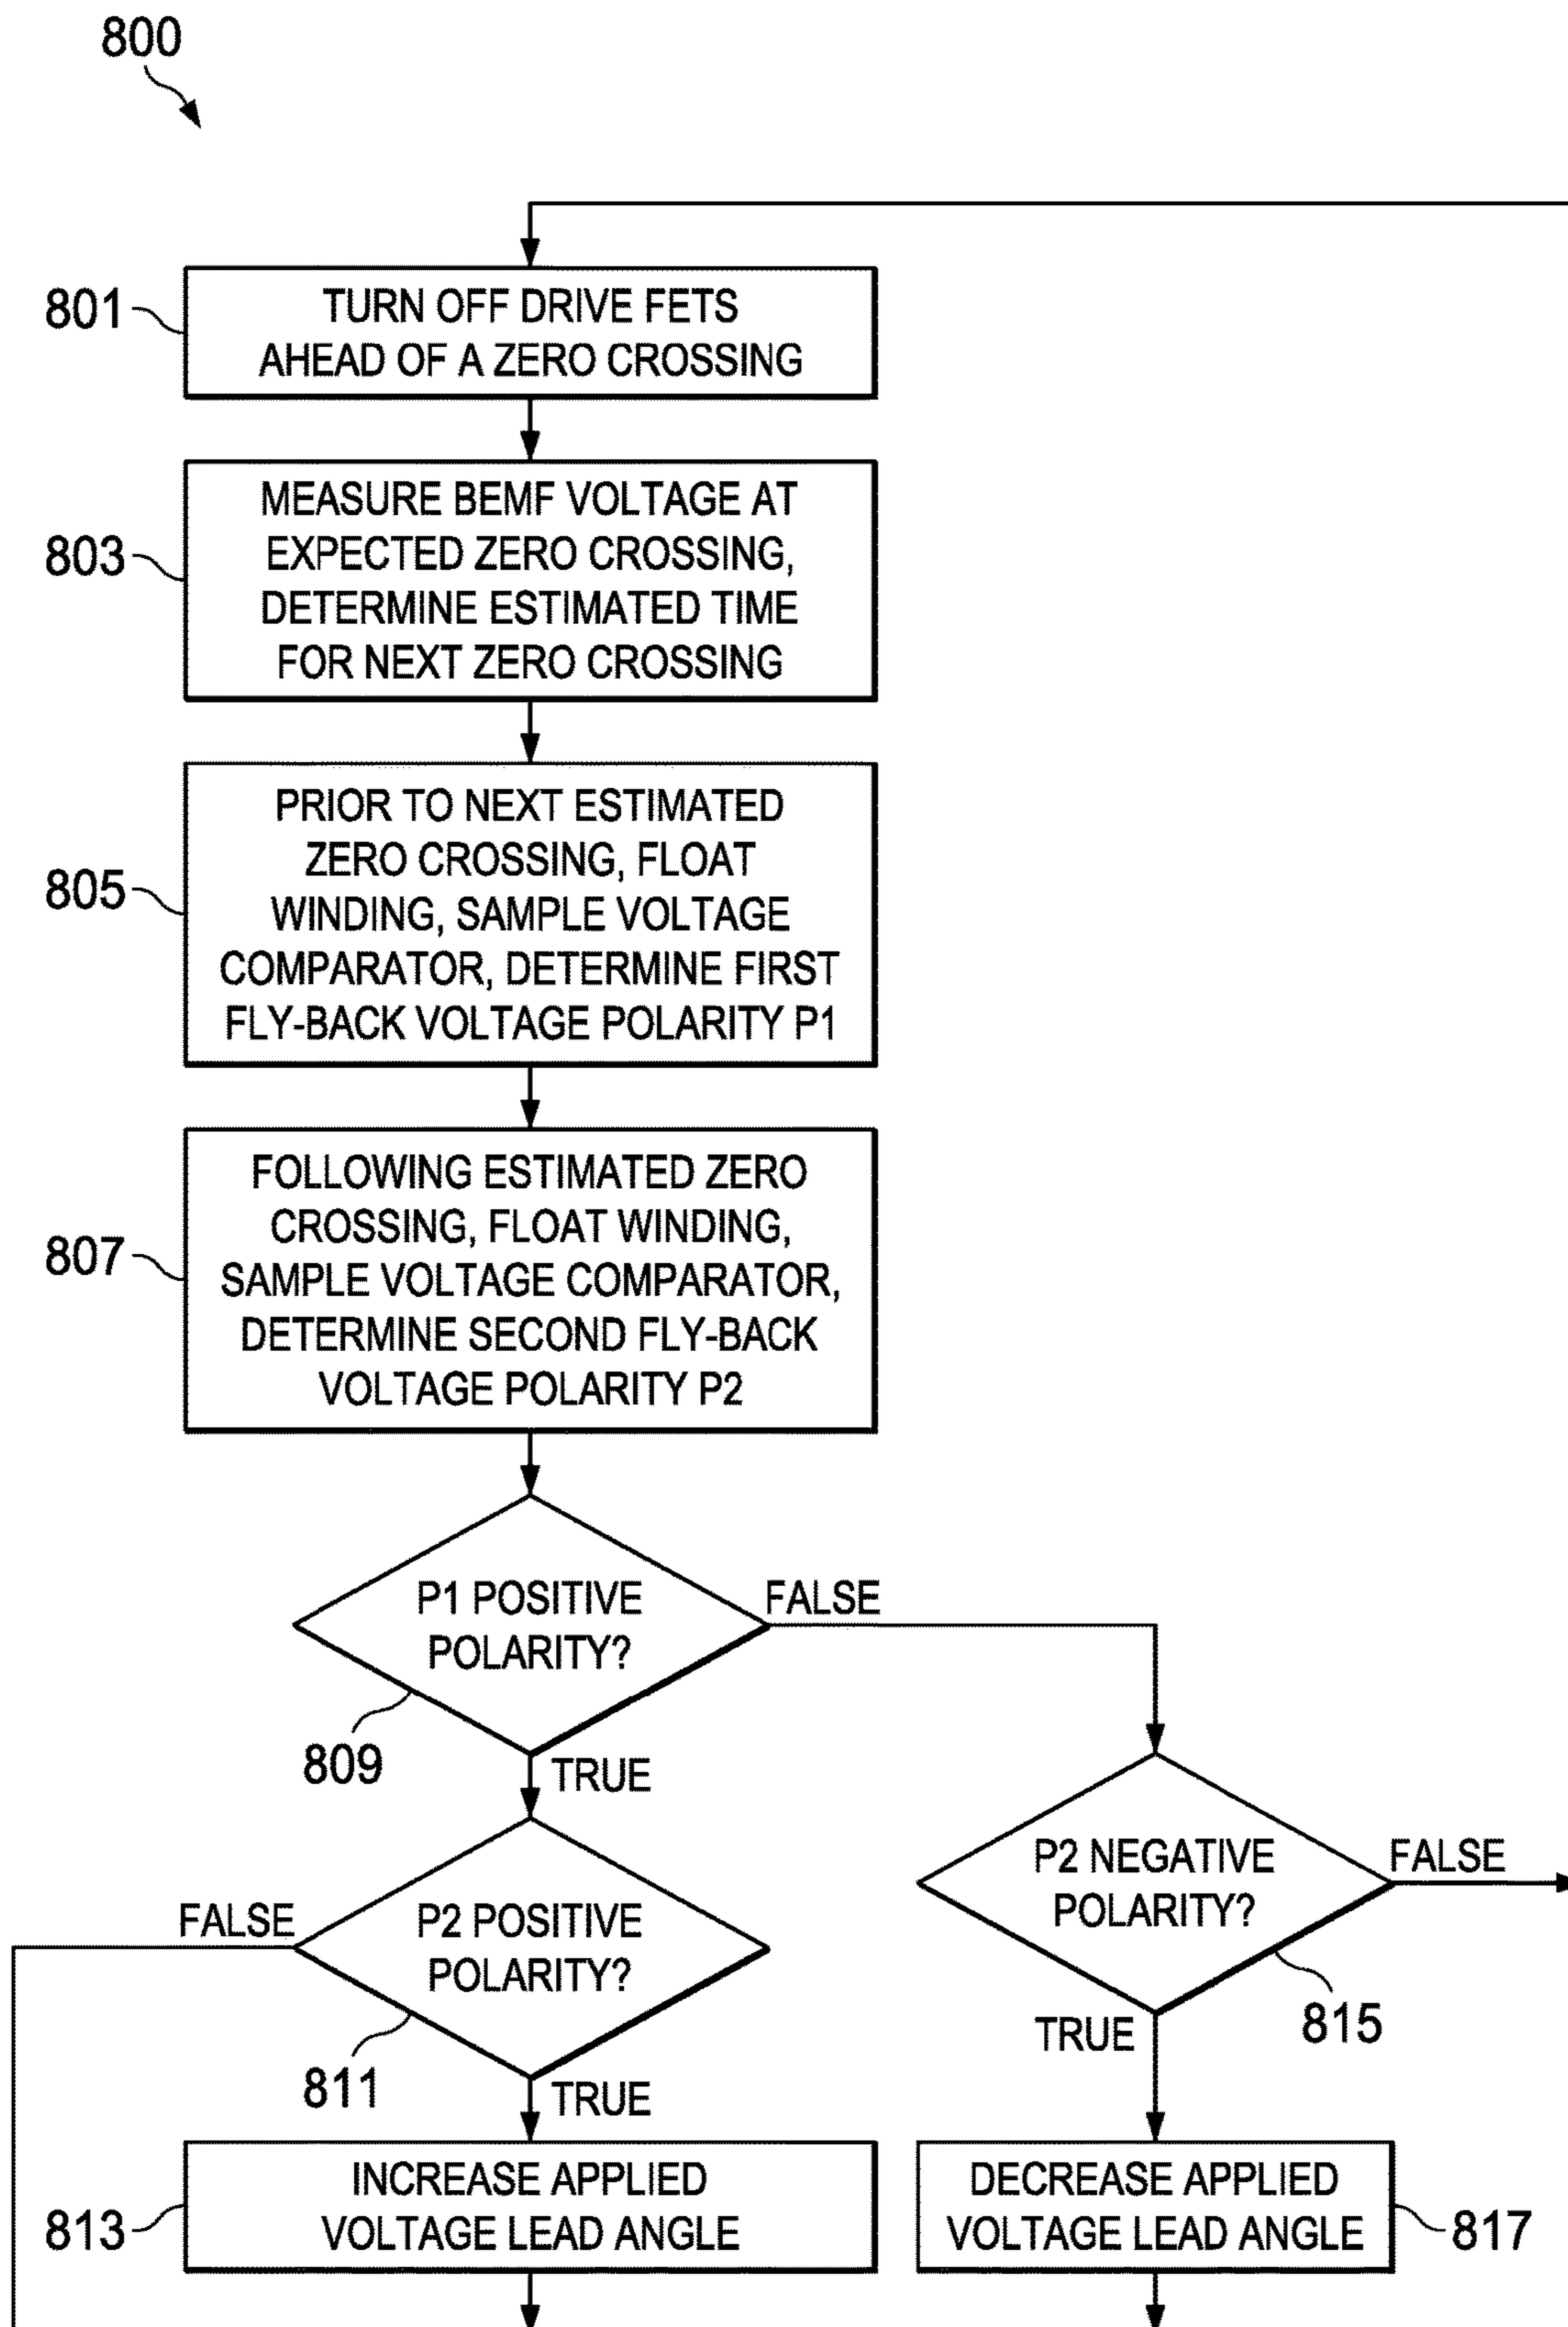 800
801
TURN OFF DRIVE FETS
AHEAD OF A ZERO CROSSING
803
MEASURE BEMF VOLTAGE AT
EXPECTED ZERO CROSSING,
DETERMINE ESTIMATED TIME
FOR NEXT ZERO CROSSING
805
PRIOR TO NEXT ESTIMATED
ZERO CROSSING, FLOAT
WINDING, SAMPLE VOLTAGE
COMPARATOR, DETERMINE FIRST
FLY-BACK VOLTAGE POLARITY P1
807
FOLLOWING ESTIMATED ZERO
CROSSING, FLOAT WINDING,
SAMPLE VOLTAGE COMPARATOR,
DETERMINE SECOND FLY-BACK
VOLTAGE POLARITY P2
P1 POSITIVE
POLARITY?
FALSE
809
TRUE
P2 POSITIVE
POLARITY?
FALSE
811
TRUE
P2 NEGATIVE
POLARITY?
FALSE
815
TRUE
813
INCREASE APPLIED
VOLTAGE LEAD ANGLE
DECREASE APPLIED
VOLTAGE LEAD ANGLE
817